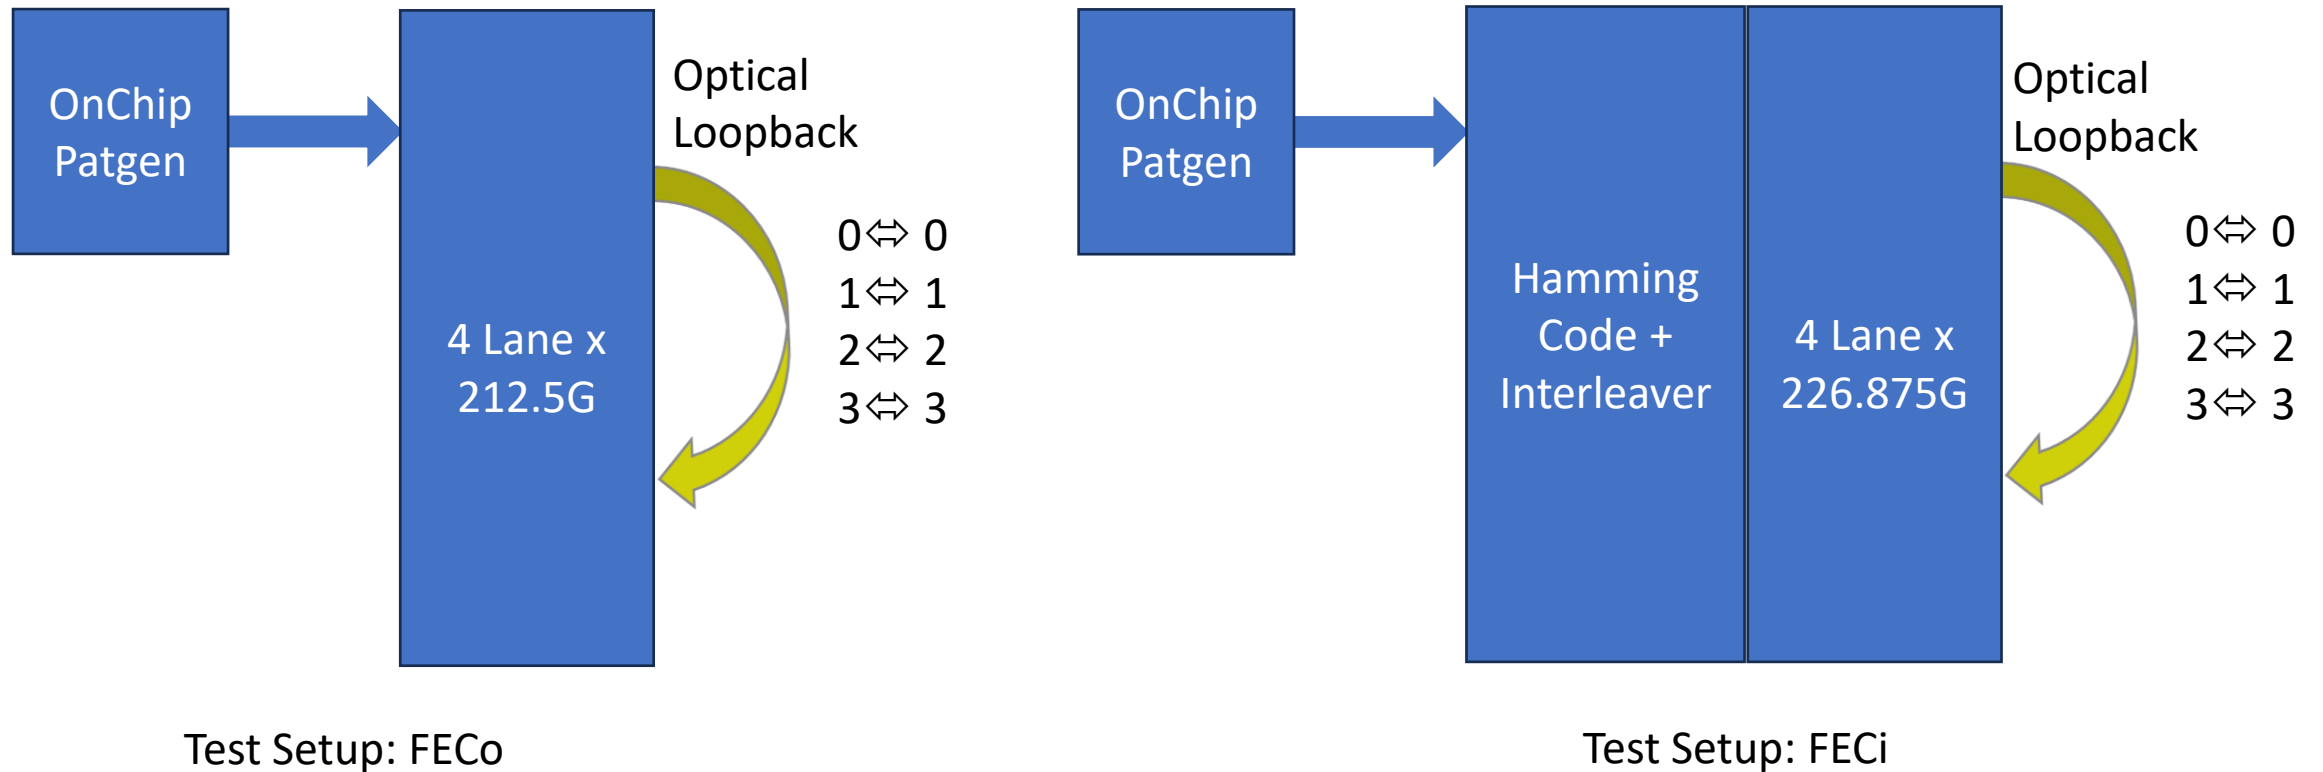 OnChip
Patgen
4 Lane x
212.5G
Optical
Loopback
0⬄ 0
1⬄ 1
2⬄ 2
3⬄ 3
Test Setup: FECo
OnChip
Patgen
Hamming
Code +
Interleaver
4 Lane x
226.875G
Optical
Loopback
0⬄ 0
1⬄ 1
2⬄ 2
3⬄ 3
Test Setup: FECi